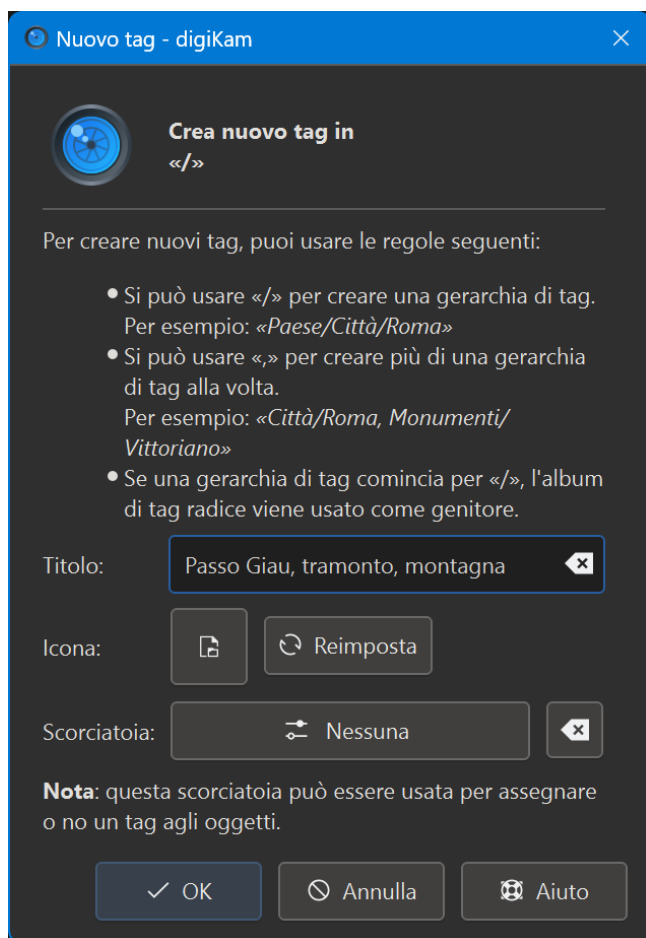 Nuovo tag - digiKam
Crea nuovo tag in
«/»
Per creare nuovi tag, puoi usare le regole seguenti:
● Si può usare «/» per creare una gerarchia di tag.
Per esempio: «Paese/Città/Roma»
● Si può usare «,» per creare più di una gerarchia
di tag alla volta.
Per esempio: «Città/Roma, Monumenti/
Vittoriano»
● Se una gerarchia di tag comincia per «/», l'album
di tag radice viene usato come genitore.
Titolo: Passo Giau, tramonto, montagna
Icona: Reimposta
Scorciatoia: Nessuna
Nota: questa scorciatoia può essere usata per assegnare
o no un tag agli oggetti.
OK Annulla Aiuto